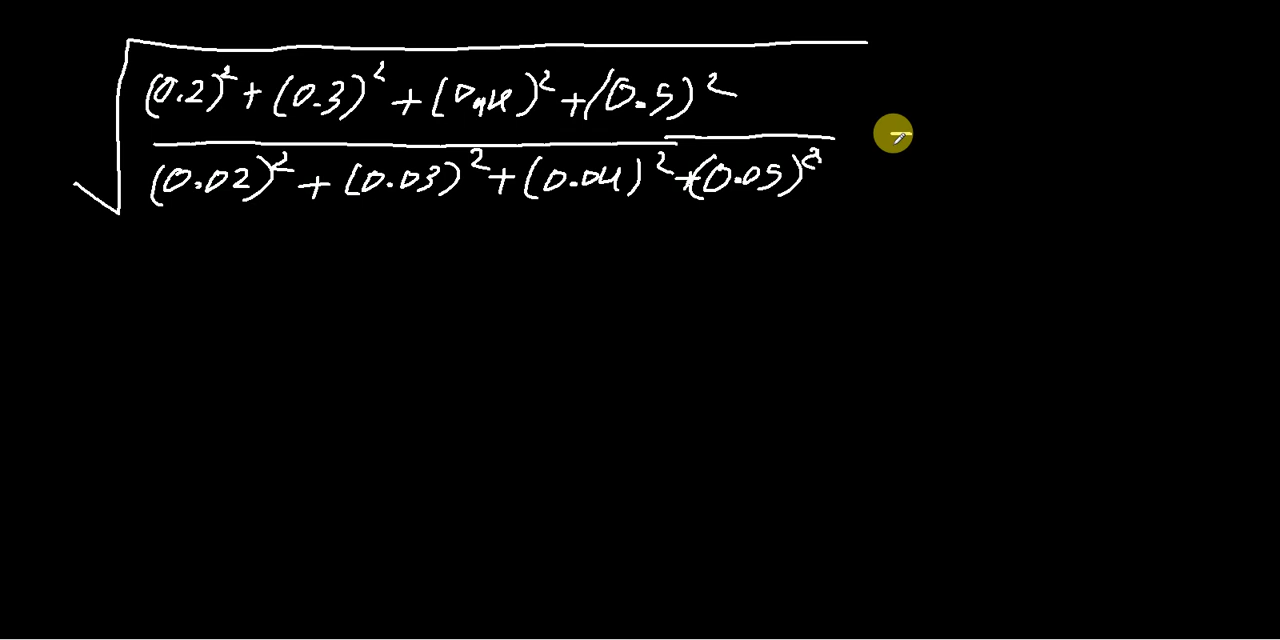 √((0.2)² + (0.3)² + (0.4)² + (0.5)²
(0.02)² + (0.03)² + (0.04)² + (0.05)²) =